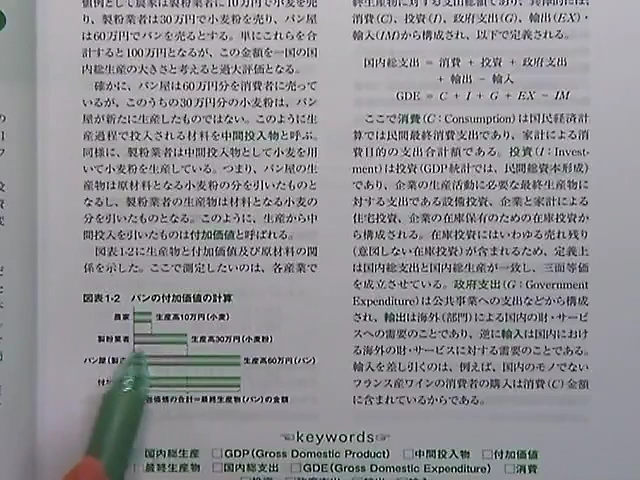 値例として農家は製粉業者に10万円で小麦を売
り、製粉業者は30万円で小麦粉を売り、パン屋
は60万円でパンを売るとする。単にこれらを合
計すると100万円となるが、この金額を一国の国
内総生産の大きさと考えると過大評価となる。
確かに、パン屋は60万円分を消費者に売って
いるが、このうちの30万円分の小麦粉は、パン
屋が新たに生産したものではない。このように生
産過程で投入される材料を中間投入物と呼ぶ。
同様に、製粉業者は中間投入物として小麦を用
いて小麦粉を生産している。つまり、パン屋の生
産物は原材料となる小麦粉の分を引いたものと
なるし、製粉業者の生産物は材料となる小麦の
分を引いたものとなる。このように、生産から中
間投入を引いたものは付加価値と呼ばれる。
図表1-2に生産物と付加価値及び原材料の関
係を示した。ここで測定したいのは、各産業で
図表1-2 パンの付加価値の計算
農家 生産高10万円(小麦)
製粉業者 生産高30万円(小麦粉)
パン屋 生産高60万円(パン)
付加
価値の合計=最終生産物(パン)の金額
消費(C)、投資(I)、政府支出(G)、輸出(EX)・
輸入(IM)から構成され、以下で定義される。
国内総支出 = 消費 + 投資 + 政府支出
+ 輸出 − 輸入
GDE = C + I + G + EX − IM
ここで消費(C: Consumption)は国民経済計
算では民間最終消費支出であり、家計による消
費目的の支出合計額である。投資(I: Invest-
ment)は投資(GDP統計では、民間総資本形成)
であり、企業の生産活動に必要な最終生産物に
対する支出である設備投資、企業と家計による
住宅投資、企業の在庫保有のための在庫投資か
ら構成される。在庫投資にはいわゆる売れ残り
(意図しない在庫投資)が含まれるため、定義上
は国内総支出と国内総生産が一致し、三面等価
を成立させている。政府支出(G: Government
Expenditure)は公共事業への支出などから構成
され、輸出は海外(部門)による国内の財・サービ
スへの需要のことであり、逆に輸入は国内におけ
る海外の財・サービスに対する需要のことである。
輸入を差し引くのは、例えば、国内のモノでない
フランス産ワインの消費者の購入は消費(C)金額
に含まれているからである。
keywords
国内総生産 □GDP(Gross Domestic Product) □中間投入物 □付加価値
最終生産物 □国内総支出 □GDE(Gross Domestic Expenditure) □消費